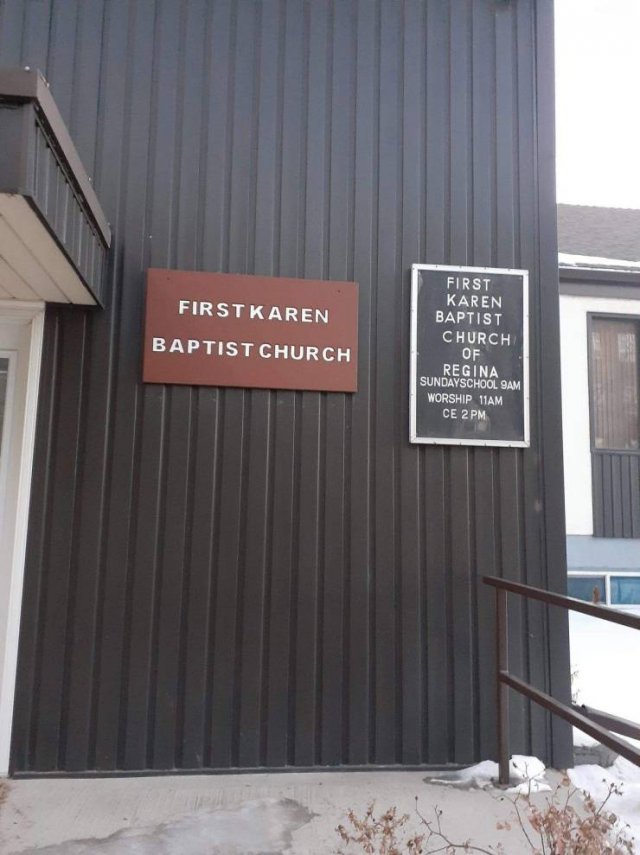 FIRST KAREN
BAPTIST CHURCH
FIRST
KAREN
BAPTIST
CHURCH
OF
REGINA
SUNDAYSCHOOL 9AM
WORSHIP 11AM
CE 2 PM